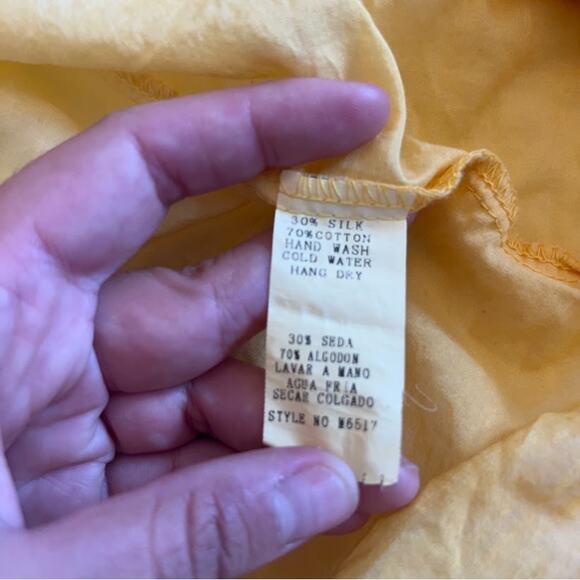 30% SILK
70%COTTON
HAND WASH
COLD WATER
HANG DRY
30% SEDA
70% ALGODON
LAVAR A MANO
AGUA FRIA
SECAR COLGADO
STYLE NO M6517